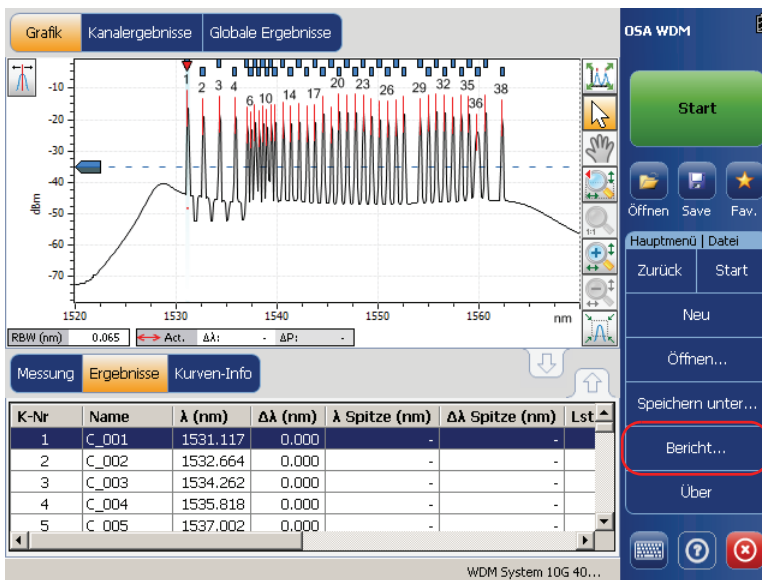 Grafik Kanalergebnisse Globale Ergebnisse
OSA WDM
1 2 3 4 6 10 14 17 20 23 26 29 32 35 36 38
-10
-20
-30
-40
-50
-60
-70
dBm
1520 1530 1540 1550 1560 nm
1:1
RBW (nm) 0.065 Act. Δλ: - ΔP: -
Messung Ergebnisse Kurven-Info
K-Nr Name λ (nm) Δλ (nm) λ Spitze (nm) Δλ Spitze (nm) Lst
1 C_001 1531.117 0.000 - -
2 C_002 1532.664 0.000 - -
3 C_003 1534.262 0.000 - -
4 C_004 1535.818 0.000 - -
5 C_005 1537.002 0.000 - -
WDM System 10G 40...
Start
Öffnen Save Fav.
Hauptmenü | Datei
Zurück Start
Neu
Öffnen...
Speichern unter...
Bericht...
Über
?